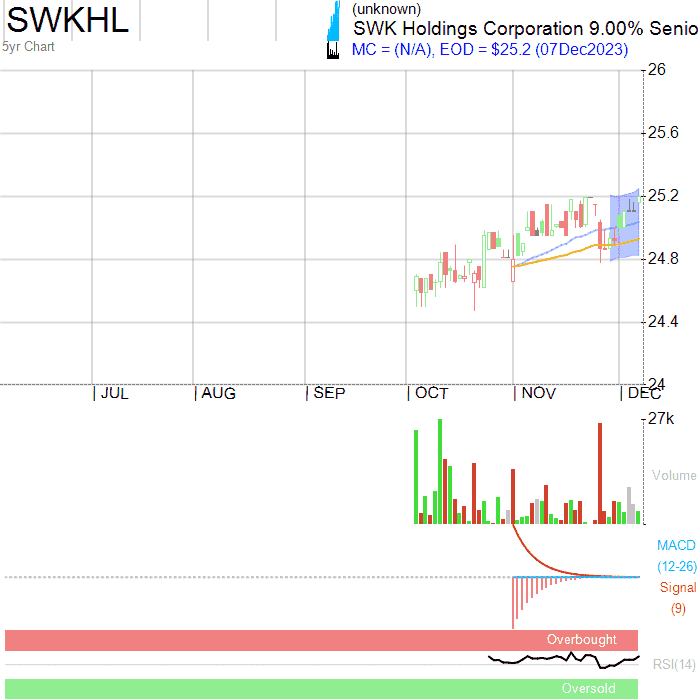 SWKHL
5yr Chart
(unknown)
SWK Holdings Corporation 9.00% Senio
MC = (N/A), EOD = $25.2 (07Dec2023)
26
25.6
25.2
24.8
24.4
24
JUL AUG SEP OCT NOV DEC
27k
Volume
MACD
(12-26)
Signal
(9)
Overbought
RSI(14)
Oversold